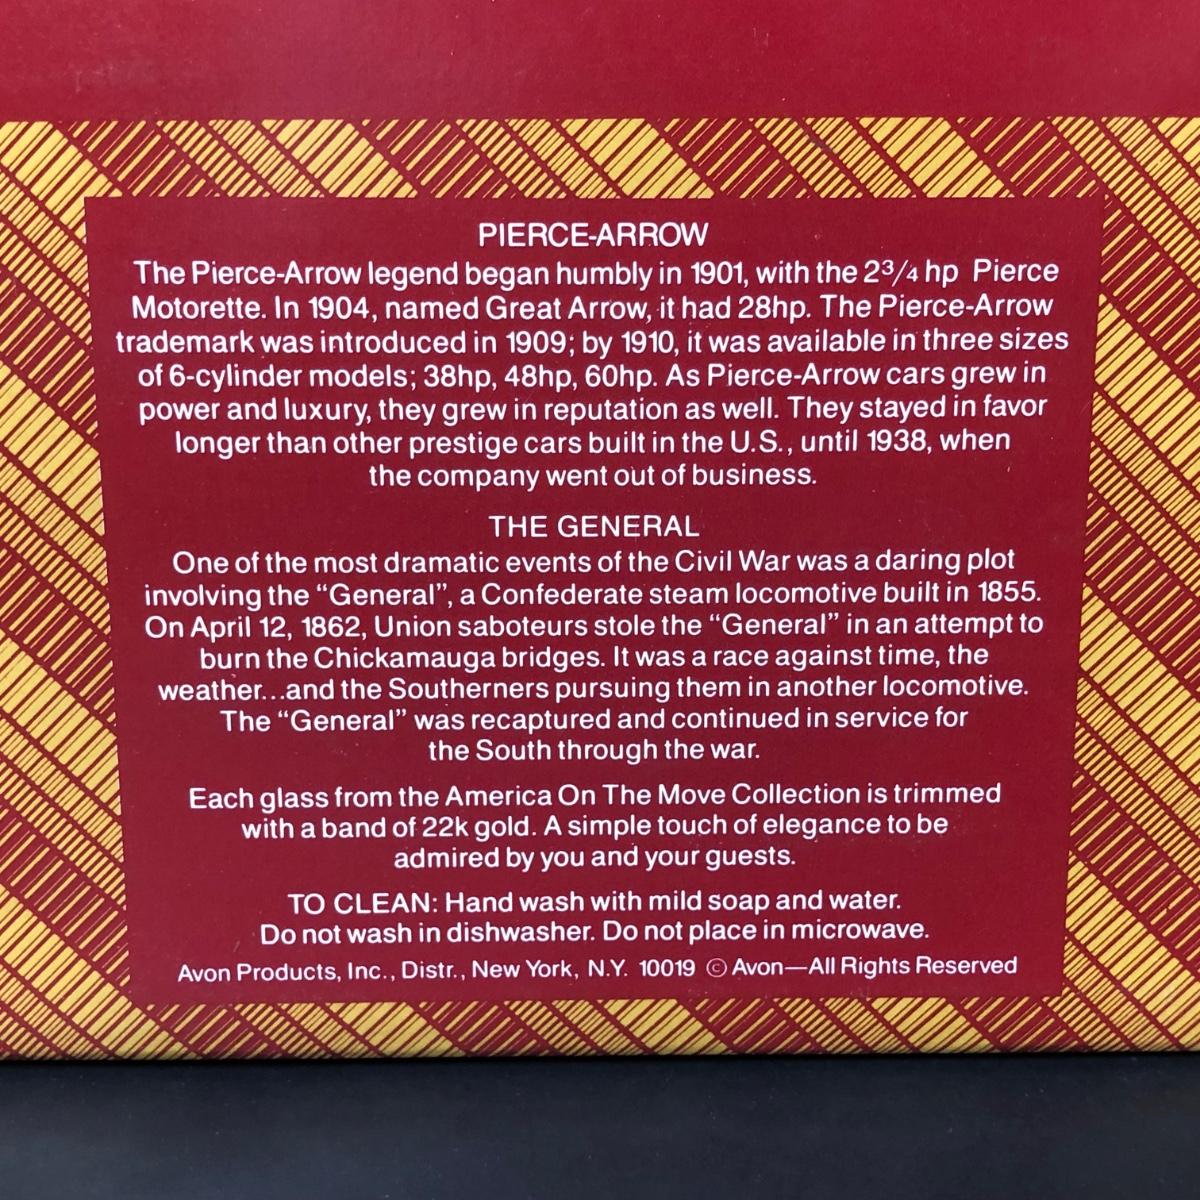 PIERCE-ARROW
The Pierce-Arrow legend began humbly in 1901, with the 2 3/4 hp Pierce
Motorette. In 1904, named Great Arrow, it had 28hp. The Pierce-Arrow
trademark was introduced in 1909; by 1910, it was available in three sizes
of 6-cylinder models; 38hp, 48hp, 60hp. As Pierce-Arrow cars grew in
power and luxury, they grew in reputation as well. They stayed in favor
longer than other prestige cars built in the U.S., until 1938, when
the company went out of business.
THE GENERAL
One of the most dramatic events of the Civil War was a daring plot
involving the “General”, a Confederate steam locomotive built in 1855.
On April 12, 1862, Union saboteurs stole the “General” in an attempt to
burn the Chickamauga bridges. It was a race against time, the
weather...and the Southerners pursuing them in another locomotive.
The “General” was recaptured and continued in service for
the South through the war.
Each glass from the America On The Move Collection is trimmed
with a band of 22k gold. A simple touch of elegance to be
admired by you and your guests.
TO CLEAN: Hand wash with mild soap and water.
Do not wash in dishwasher. Do not place in microwave.
Avon Products, Inc., Distr., New York, N.Y. 10019 © Avon—All Rights Reserved